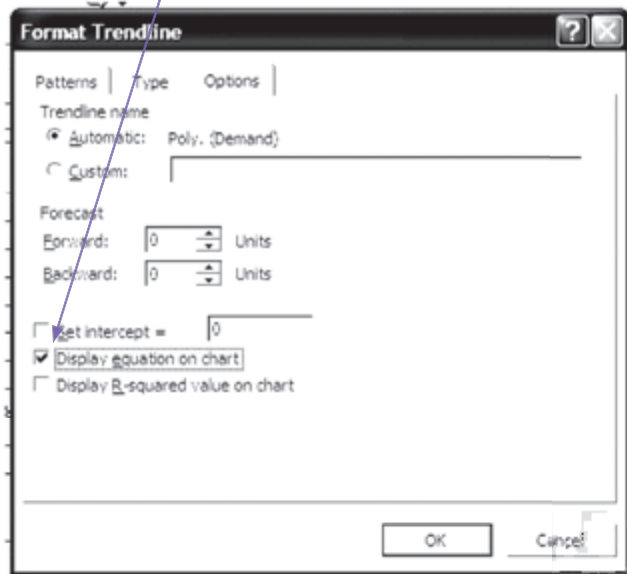 Format Trendline
Patterns Type Options
Trendline name
Automatic: Poly. (Demand)
Custom:
Forecast
Forward: 0 Units
Backward: 0 Units
Set intercept = 0
Display equation on chart
Display R-squared value on chart
OK Cancel